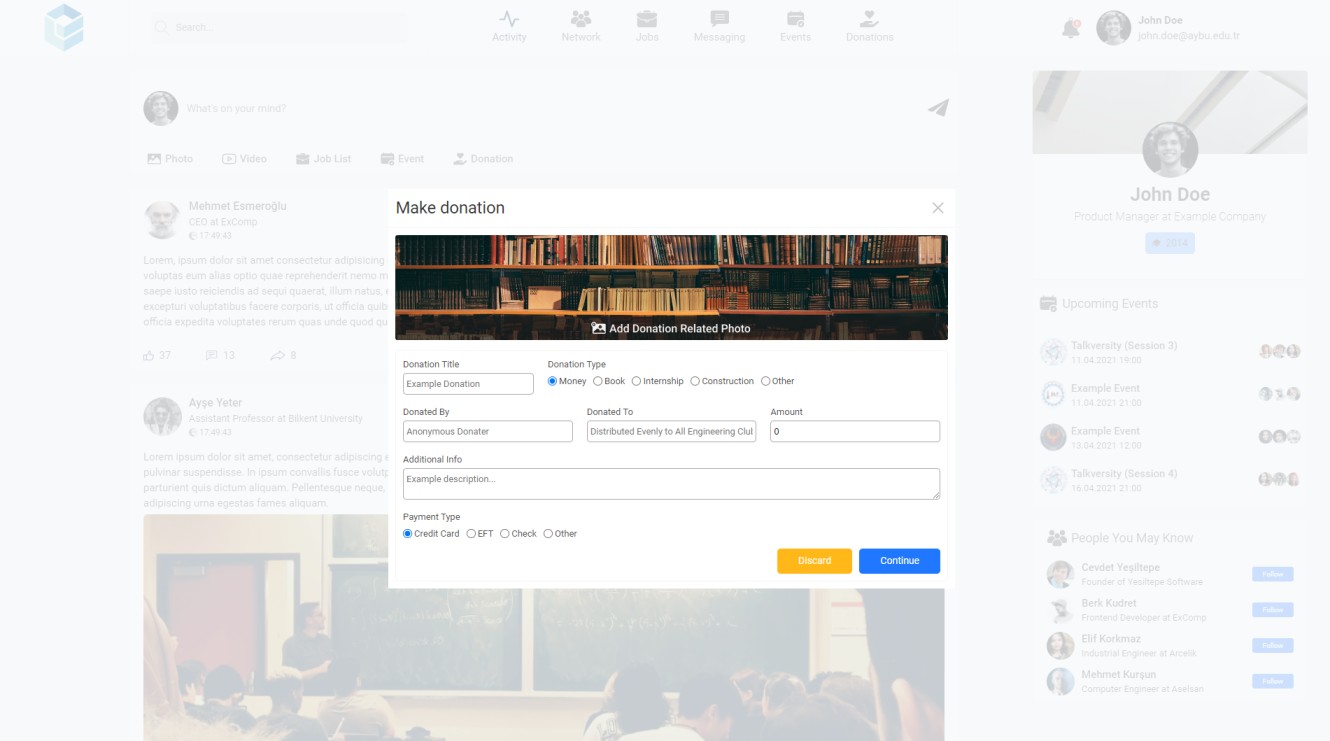 Search...
Activity
Network
Jobs
Messaging
Events
Donations
John Doe
john.doe@aybu.edu.tr
What's on your mind?
Photo
Video
Job List
Event
Donation
Mehmet Esmeroğlu
CEO at ExComp
17:49:43
Lorem, ipsum dolor sit amet consectetur adipisicing
voluptas eum alias optio quae reprehenderit nemo m
saepe iusto reiciendis ad sequi quaerat, illum natus, e
excepturi voluptatibus facere corporis, ut officia quib
officia expedita voluptates rerum quas unde quod qu
37
13
8
Ayşe Yeter
Assistant Professor at Bilkent University
17:49:43
Lorem ipsum dolor sit amet, consectetur adipiscing e
pulvinar suspendisse. In ipsum convallis fusce volutp
parturient quis dictum aliquam. Pellentesque neque,
adipiscing urna egestas fames aliquam.
Make donation
Add Donation Related Photo
Donation Title
Example Donation
Donation Type
Money
Book
Internship
Construction
Other
Donated By
Anonymous Donater
Donated To
Distributed Evenly to All Engineering Clul
Amount
0
Additional Info
Example description...
Payment Type
Credit Card
EFT
Check
Other
Discard
Continue
John Doe
Product Manager at Example Company
3914
Upcoming Events
Talkversity (Session 3)
11.04.2021 19:00
Example Event
11.04.2021 21:00
Example Event
13.04.2021 12:00
Talkversity (Session 4)
16.04.2021 21:00
People You May Know
Cevdet Yeşiltepe
Founder of Yesiltepe Software
Follow
Berk Kudret
Frontend Developer at ExComp
Follow
Elif Korkmaz
Industrial Engineer at Arcelik
Follow
Mehmet Kurşun
Computer Engineer at Aselsan
Follow